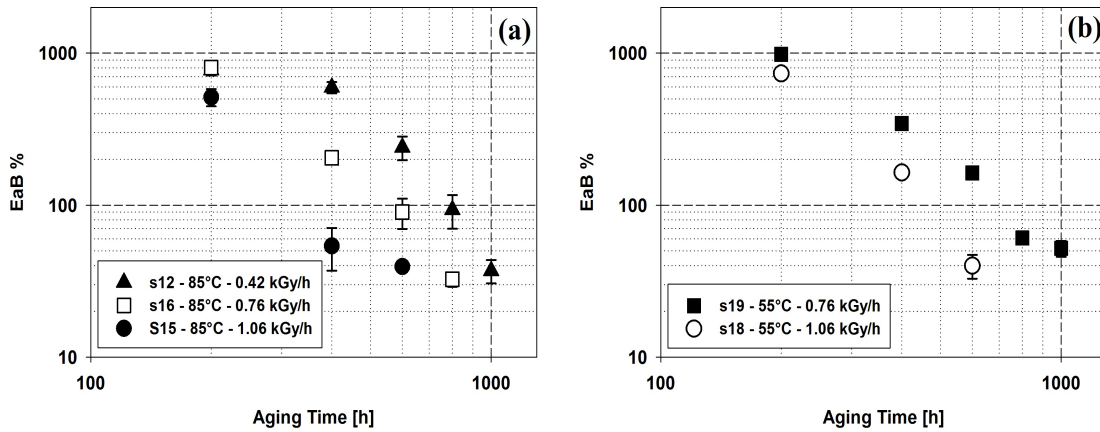 (a)
1000
100
10
EaB %
s12 - 85°C - 0.42 kGy/h
s16 - 85°C - 0.76 kGy/h
S15 - 85°C - 1.06 kGy/h
100
1000
Aging Time [h]
(b)
1000
100
10
EaB %
s19 - 55°C - 0.76 kGy/h
s18 - 55°C - 1.06 kGy/h
100
1000
Aging Time [h]